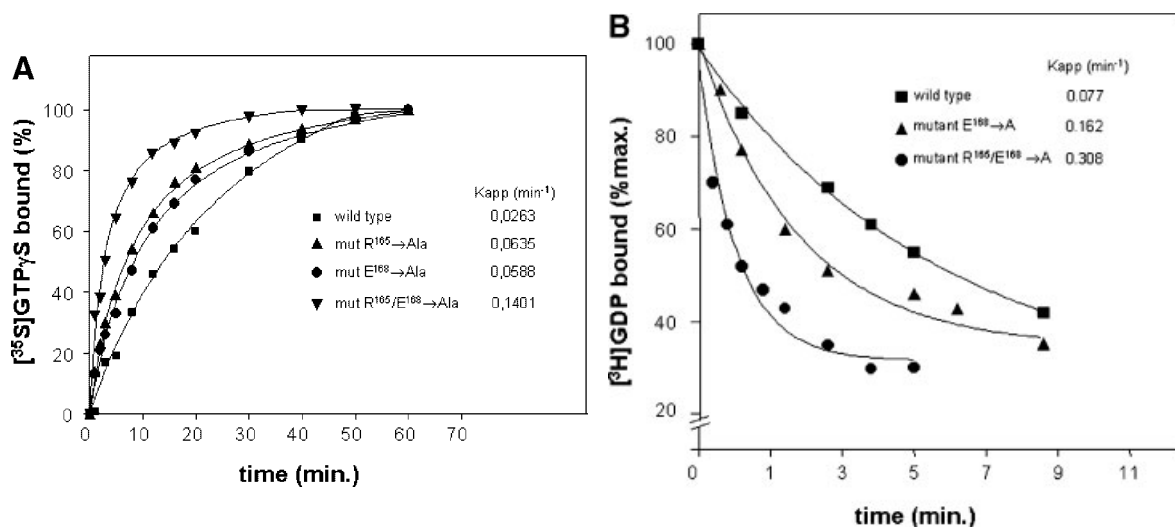 A
[³⁵S]GTPγS bound (%)
100
80
60
40
20
0
Kapp (min⁻¹)
wild type 0,0263
mut R¹⁶⁵→Ala 0,0635
mut E¹⁶⁸→Ala 0,0588
mut R¹⁶⁵/E¹⁶⁸→Ala 0,1401
0 10 20 30 40 50 60 70
time (min.)
B
[³H]GDP bound (%max.)
100
80
60
40
20
Kapp (min⁻¹)
wild type 0.077
mutant E¹⁶⁸→A 0.162
mutant R¹⁶⁵/E¹⁶⁸→A 0.308
0 1 3 5 7 9 11
time (min.)